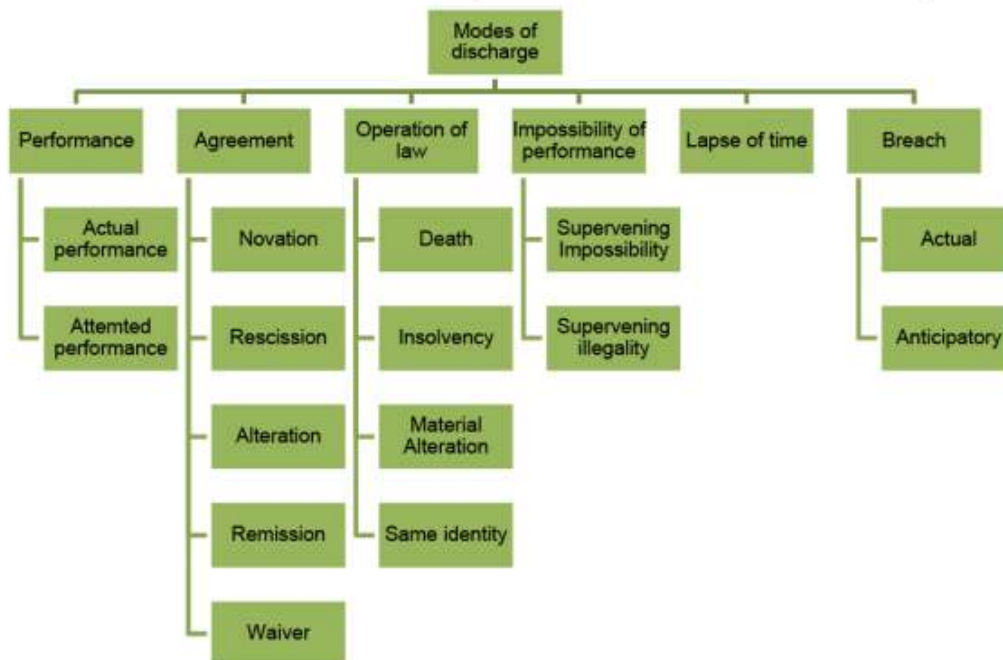 Modes of
discharge
Performance
Agreement
Operation of
law
Impossibility of
performance
Lapse of time
Breach
Actual
performance
Attemted
performance
Novation
Rescission
Alteration
Remission
Waiver
Death
Insolvency
Material
Alteration
Same identity
Supervening
Impossibility
Supervening
illegality
Actual
Anticipatory